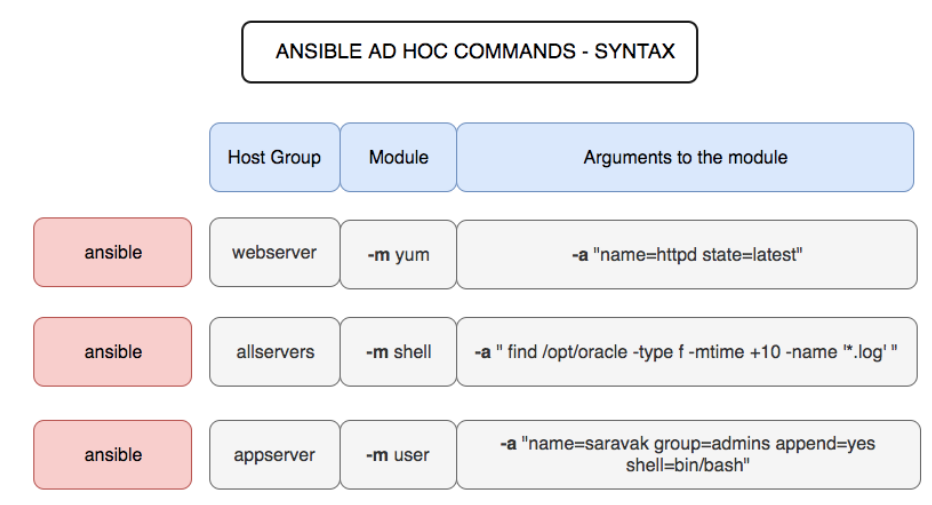 ANSIBLE AD HOC COMMANDS - SYNTAX
Host Group Module Arguments to the module
ansible webserver -m yum -a "name=httpd state=latest"
ansible allservers -m shell -a " find /opt/oracle -type f -mtime +10 -name '*.log' "
ansible appserver -m user -a "name=saravak group=admins append=yes
shell=bin/bash"